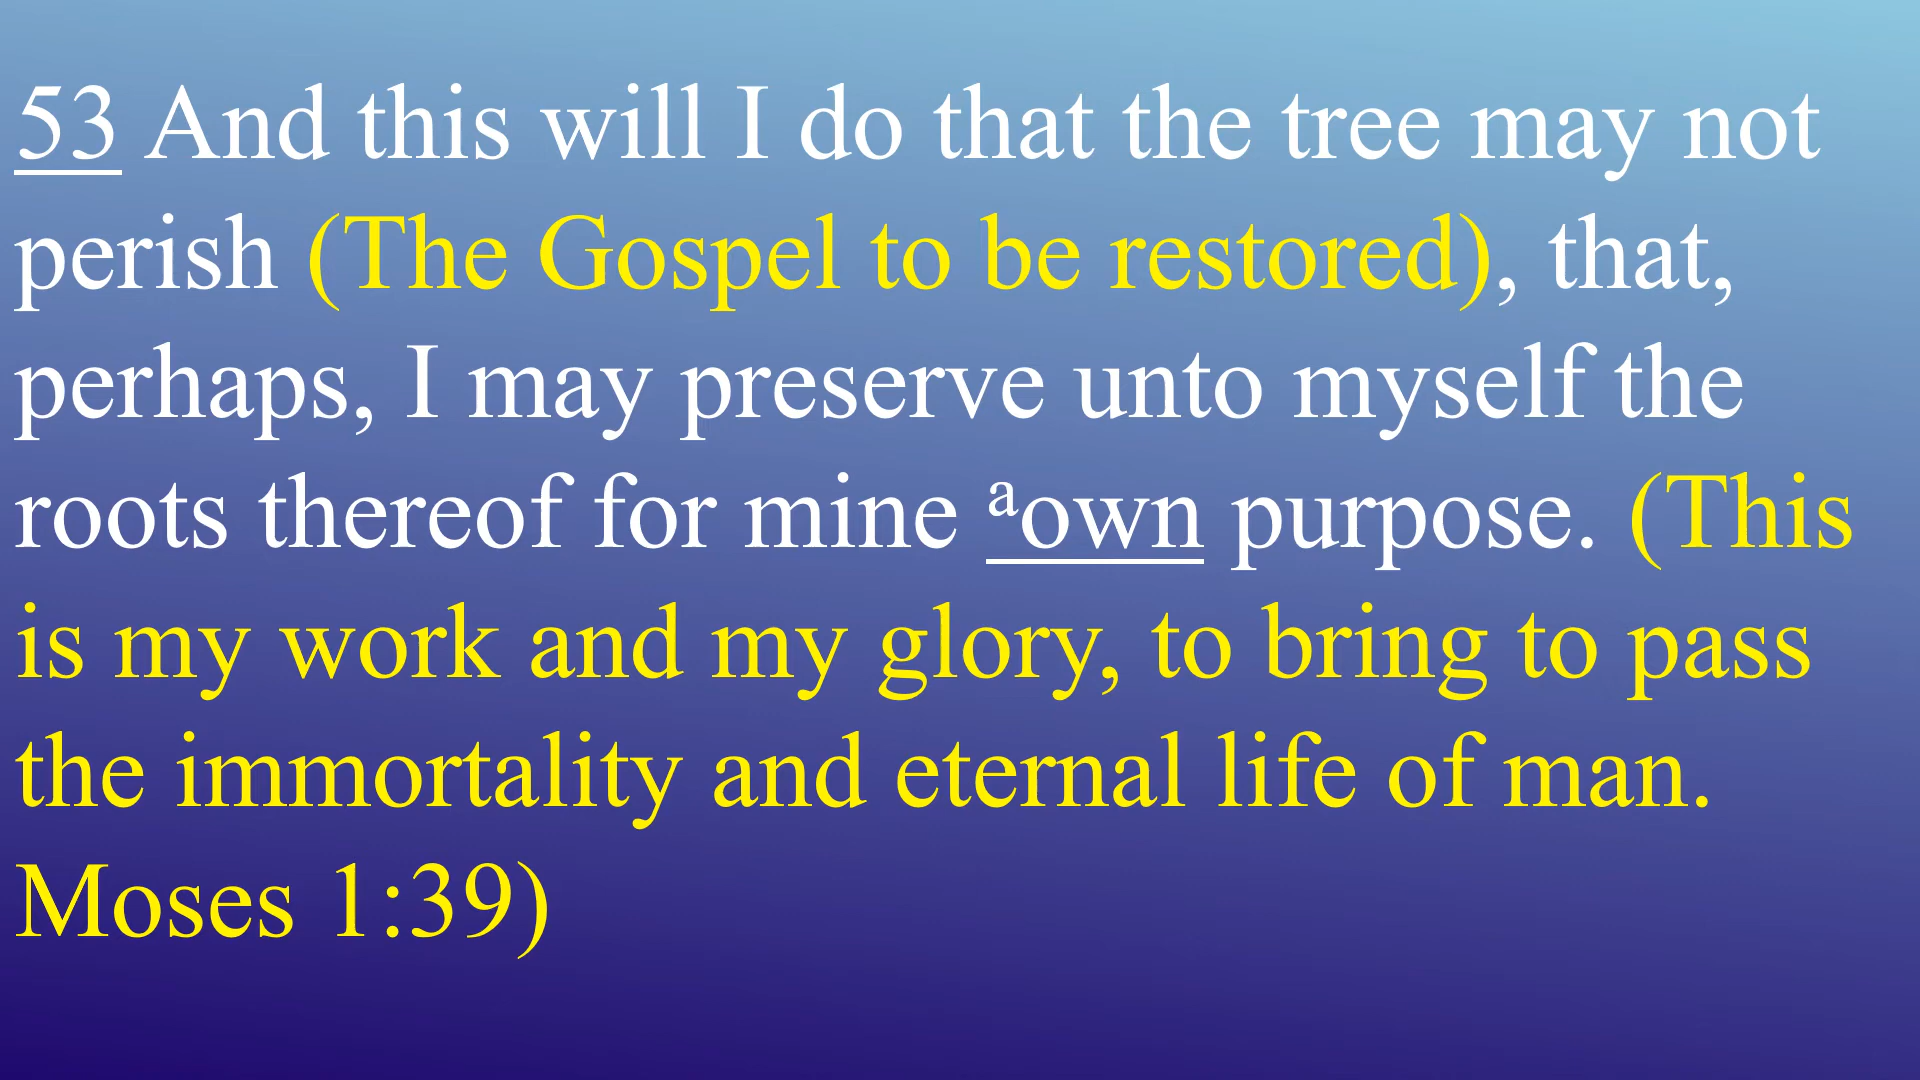 53 And this will I do that the tree may not
perish (The Gospel to be restored), that,
perhaps, I may preserve unto myself the
roots thereof for mine aown purpose. (This
is my work and my glory, to bring to pass
the immortality and eternal life of man.
Moses 1:39)